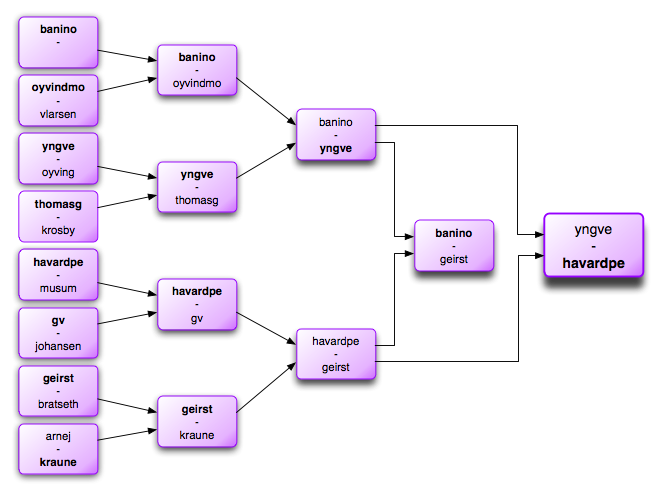 banino
-
oyvindmo
-
vlarsen
yngve
-
oyving
thomasg
-
krosby
havardpe
-
musum
gv
-
johansen
geirst
-
bratseth
arnej
-
kraune
banino
-
oyvindmo
yngve
-
thomasg
havardpe
-
gv
geirst
-
kraune
banino
-
yngve
havardpe
-
geirst
banino
-
geirst
yngve
-
havardpe